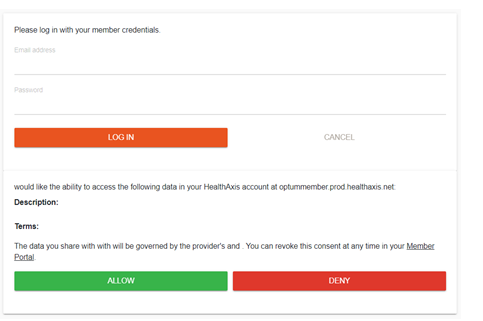 Please log in with your member credentials.
Email address
Password
LOG IN
CANCEL
would like the ability to access the following data in your HealthAxis account at optummember.prod.healthaxis.net:
Description:
Terms:
The data you share with with will be governed by the provider's and . You can revoke this consent at any time in your Member
Portal.
ALLOW
DENY